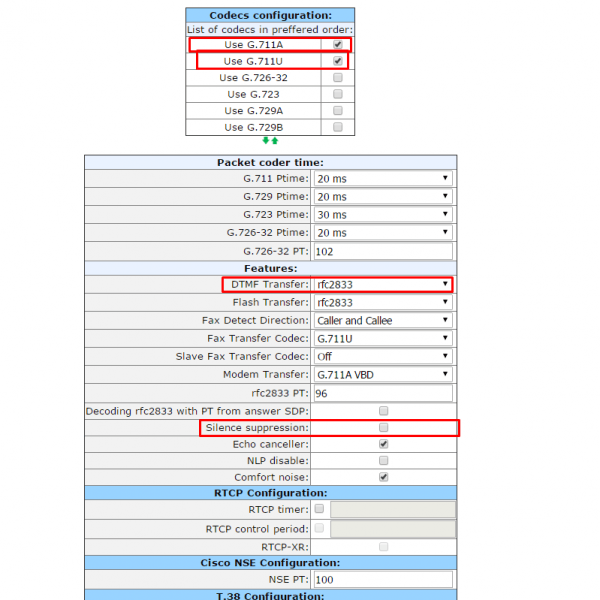 Codecs configuration:
List of codecs in preffered order:
Use G.711A
Use G.711U
Use G.726-32
Use G.723
Use G.729A
Use G.729B
Packet coder time:
G.711 Ptime: 20 ms
G.729 Ptime: 20 ms
G.723 Ptime: 30 ms
G.726-32 Ptime: 20 ms
G.726-32 PT: 102
Features:
DTMF Transfer: rfc2833
Flash Transfer: rfc2833
Fax Detect Direction: Caller and Callee
Fax Transfer Codec: G.711U
Slave Fax Transfer Codec: Off
Modem Transfer: G.711A VBD
rfc2833 PT: 96
Decoding rfc2833 with PT from answer SDP:
Silence suppression:
Echo canceller:
NLP disable:
Comfort noise:
RTCP Configuration:
RTCP timer:
RTCP control period:
RTCP-XR:
Cisco NSE Configuration:
NSE PT: 100
T.38 Configuration: